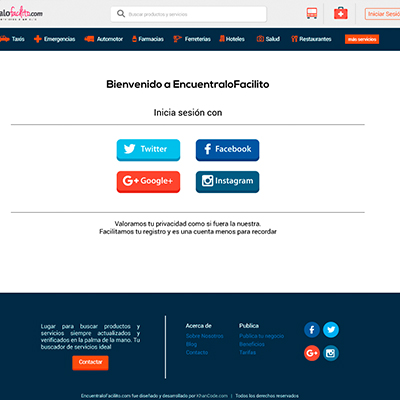 alofacilito.com
Buscar productos y servicios
Iniciar Sesió
Taxis
Emergencias
Automotor
Farmacias
Ferreterias
Hoteles
Salud
Restaurantes
más servicios
Bienvenido a EncuentraloFacilito
Inicia sesión con
Twitter
Facebook
Google+
Instagram
Valoramos tu privacidad como si fuera la nuestra.
Facilitamos tu registro y es una cuenta menos para recordar
Lugar para buscar productos y
servicios siempre actualizados y
verificados en la palma de la mano. Tu
buscador de servicios ideal
Contactar
Acerca de
Sobre Nosotros
Blog
Contacto
Publica
Publica tu negocio
Beneficios
Tarifas
EncuentraloFacilito.com fue diseñado y desarrollado por KhanCode.com | Todos los derechos reservados